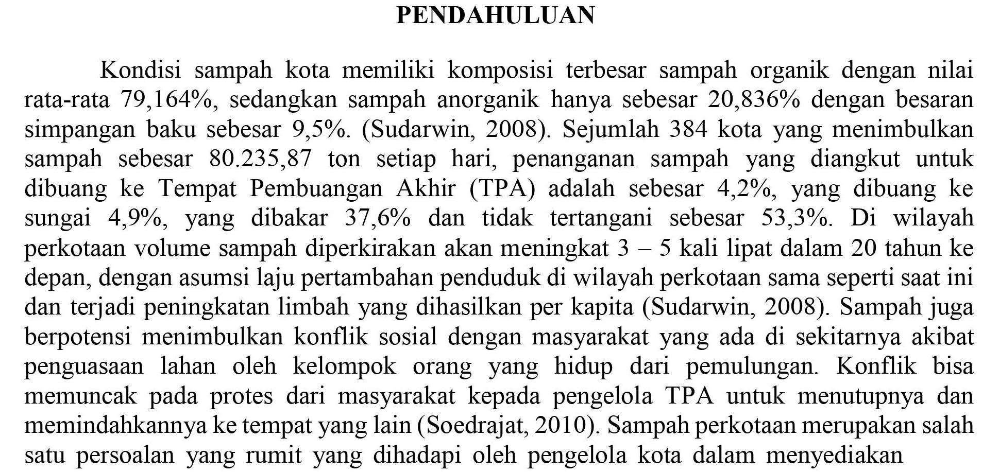 PENDAHULUAN
Kondisi sampah kota memiliki komposisi terbesar sampah organik dengan nilai
rata-rata 79,164%, sedangkan sampah anorganik hanya sebesar 20,836% dengan besaran
simpangan baku sebesar 9,5%. (Sudarwin, 2008). Sejumlah 384 kota yang menimbulkan
sampah sebesar 80.235,87 ton setiap hari, penanganan sampah yang diangkut untuk
dibuang ke Tempat Pembuangan Akhir (TPA) adalah sebesar 4,2%, yang dibuang ke
sungai 4,9%, yang dibakar 37,6% dan tidak tertangani sebesar 53,3%. Di wilayah
perkotaan volume sampah diperkirakan akan meningkat 3 – 5 kali lipat dalam 20 tahun ke
depan, dengan asumsi laju pertambahan penduduk di wilayah perkotaan sama seperti saat ini
dan terjadi peningkatan limbah yang dihasilkan per kapita (Sudarwin, 2008). Sampah juga
berpotensi menimbulkan konflik sosial dengan masyarakat yang ada di sekitarnya akibat
penguasaan lahan oleh kelompok orang yang hidup dari pemulungan. Konflik bisa
memuncak pada protes dari masyarakat kepada pengelola TPA untuk menutupnya dan
memindahkannya ke tempat yang lain (Soedrajat, 2010). Sampah perkotaan merupakan salah
satu persoalan yang rumit yang dihadapi oleh pengelola kota dalam menyediakan